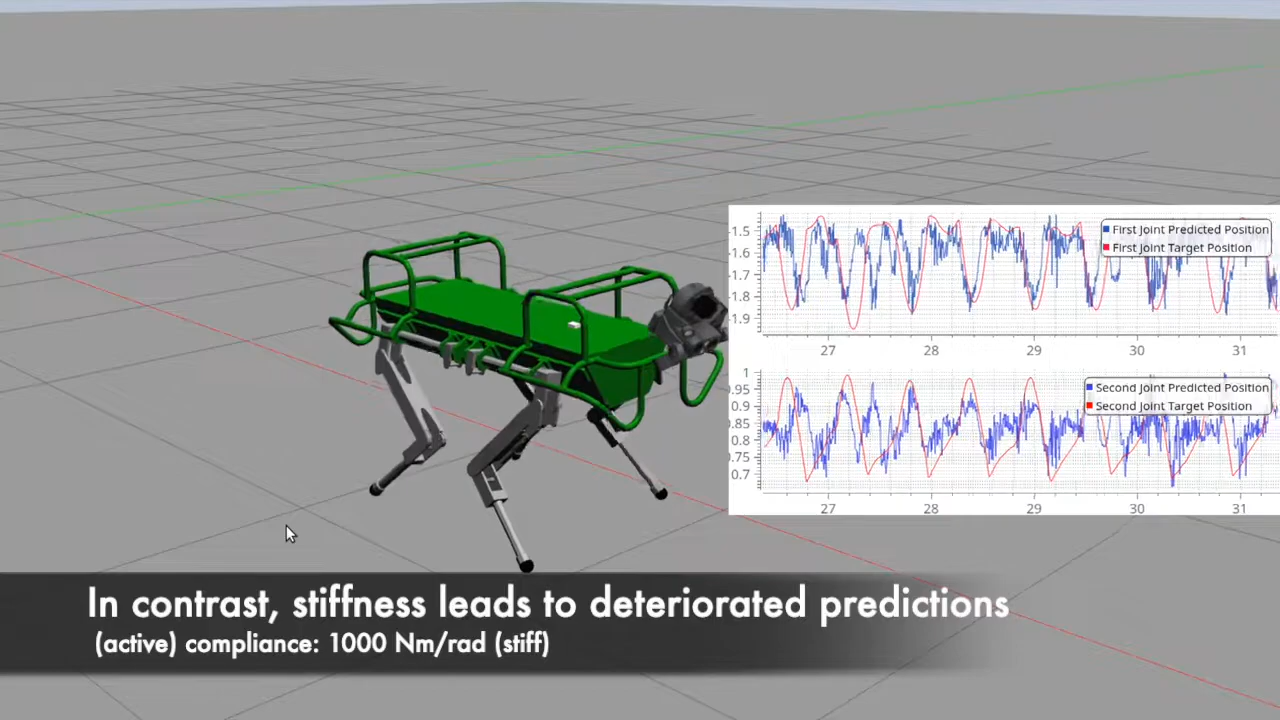 1.5
First Joint Predicted Position
1.6
First Joint Target Position
1.7
1.8
1.9
27 28 29 30 31
1
Second Joint Predicted Position
0.95
0.9
Second Joint Target Position
0.85
0.8
0.75
0.7
27 28 29 30 31
In contrast, stiffness leads to deteriorated predictions
(active) compliance: 1000 Nm/rad (stiff)